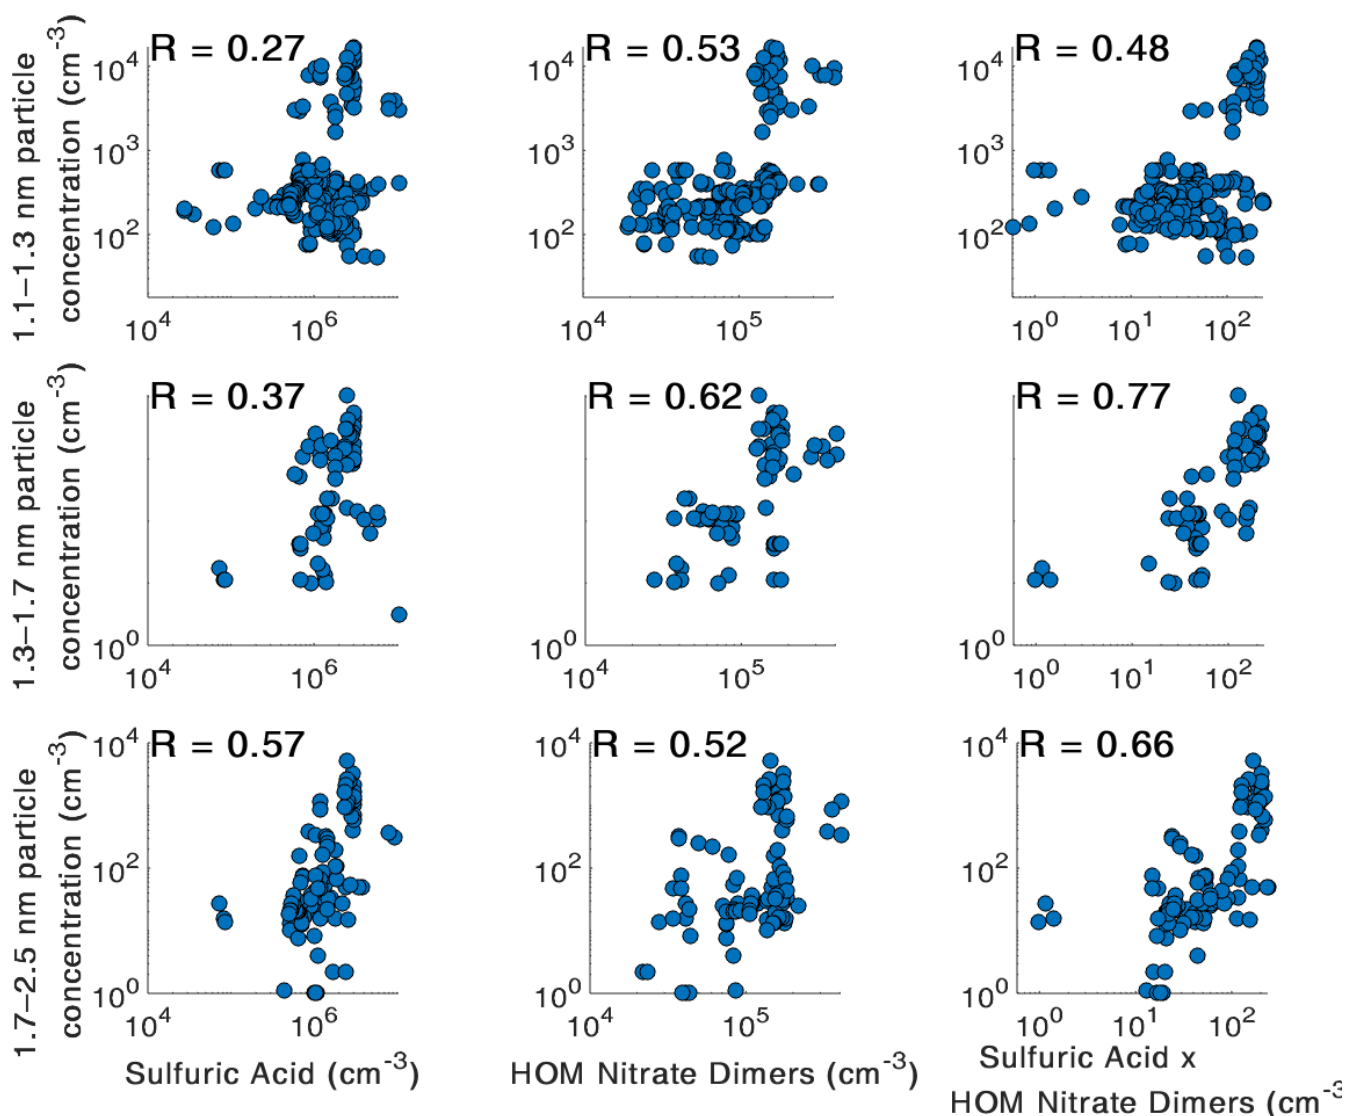 1.1–1.3 nm particle
concentration (cm⁻³)
R = 0.27
10⁴
10³
10²
10⁴ 10⁶
R = 0.53
10⁴
10³
10²
10⁴ 10⁵
R = 0.48
10⁴
10³
10²
10⁰ 10¹ 10²
1.3–1.7 nm particle
concentration (cm⁻³)
R = 0.37
10⁰
10⁴ 10⁶
R = 0.62
10⁰
10⁴ 10⁵
R = 0.77
10⁰
10⁰ 10¹ 10²
1.7–2.5 nm particle
concentration (cm⁻³)
R = 0.57
10⁴
10²
10⁰
10⁴ 10⁶
Sulfuric Acid (cm⁻³)
R = 0.52
10⁴
10²
10⁰
10⁴ 10⁵
HOM Nitrate Dimers (cm⁻³)
R = 0.66
10⁴
10²
10⁰
10⁰ 10¹ 10²
Sulfuric Acid x
HOM Nitrate Dimers (cm⁻³